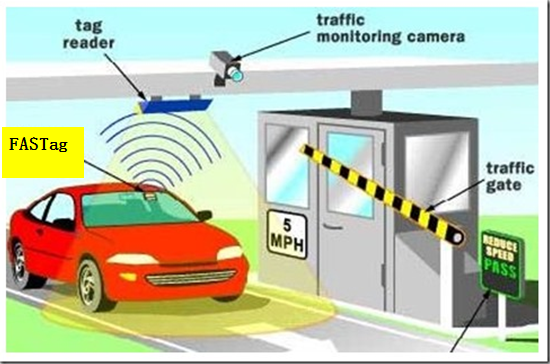 tag
reader
traffic
monitoring camera
FASTag
traffic
gate
5
MPH
REDUCE
SPEED
PASS